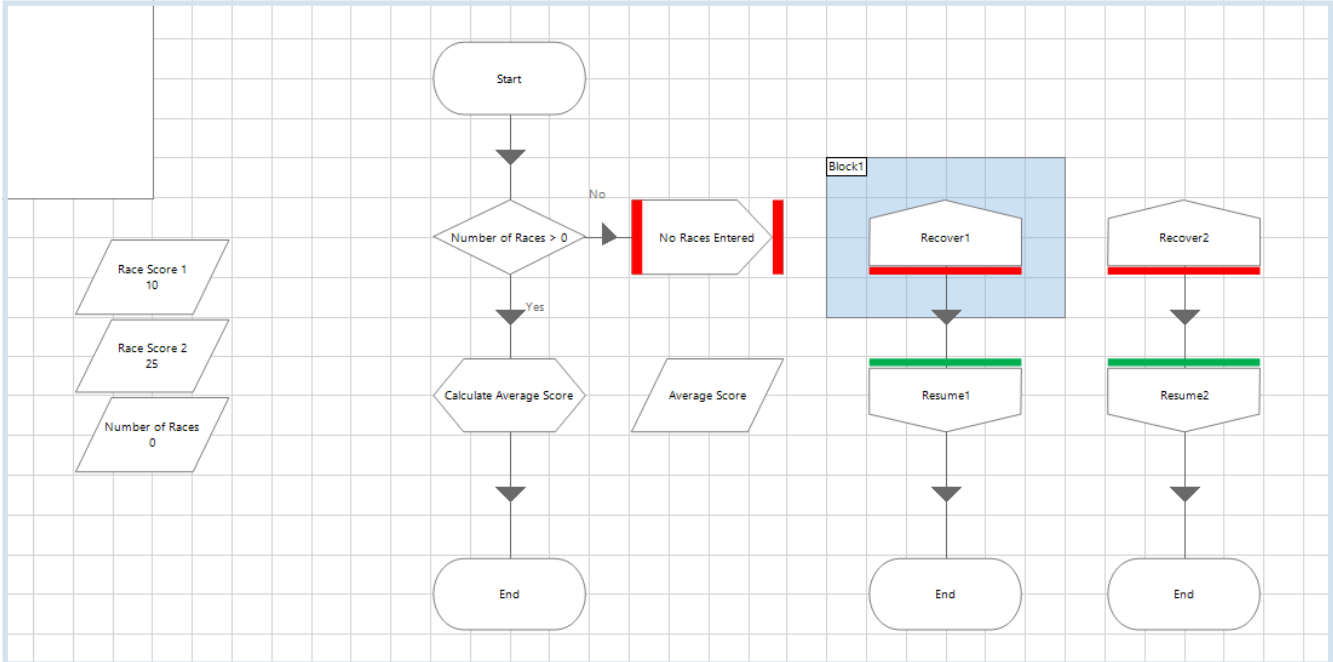 Start
Block1
No
Number of Races > 0
No Races Entered
Recover1
Recover2
Race Score 1
10
Yes
Race Score 2
25
Calculate Average Score
Average Score
Resume1
Resume2
Number of Races
0
End
End
End